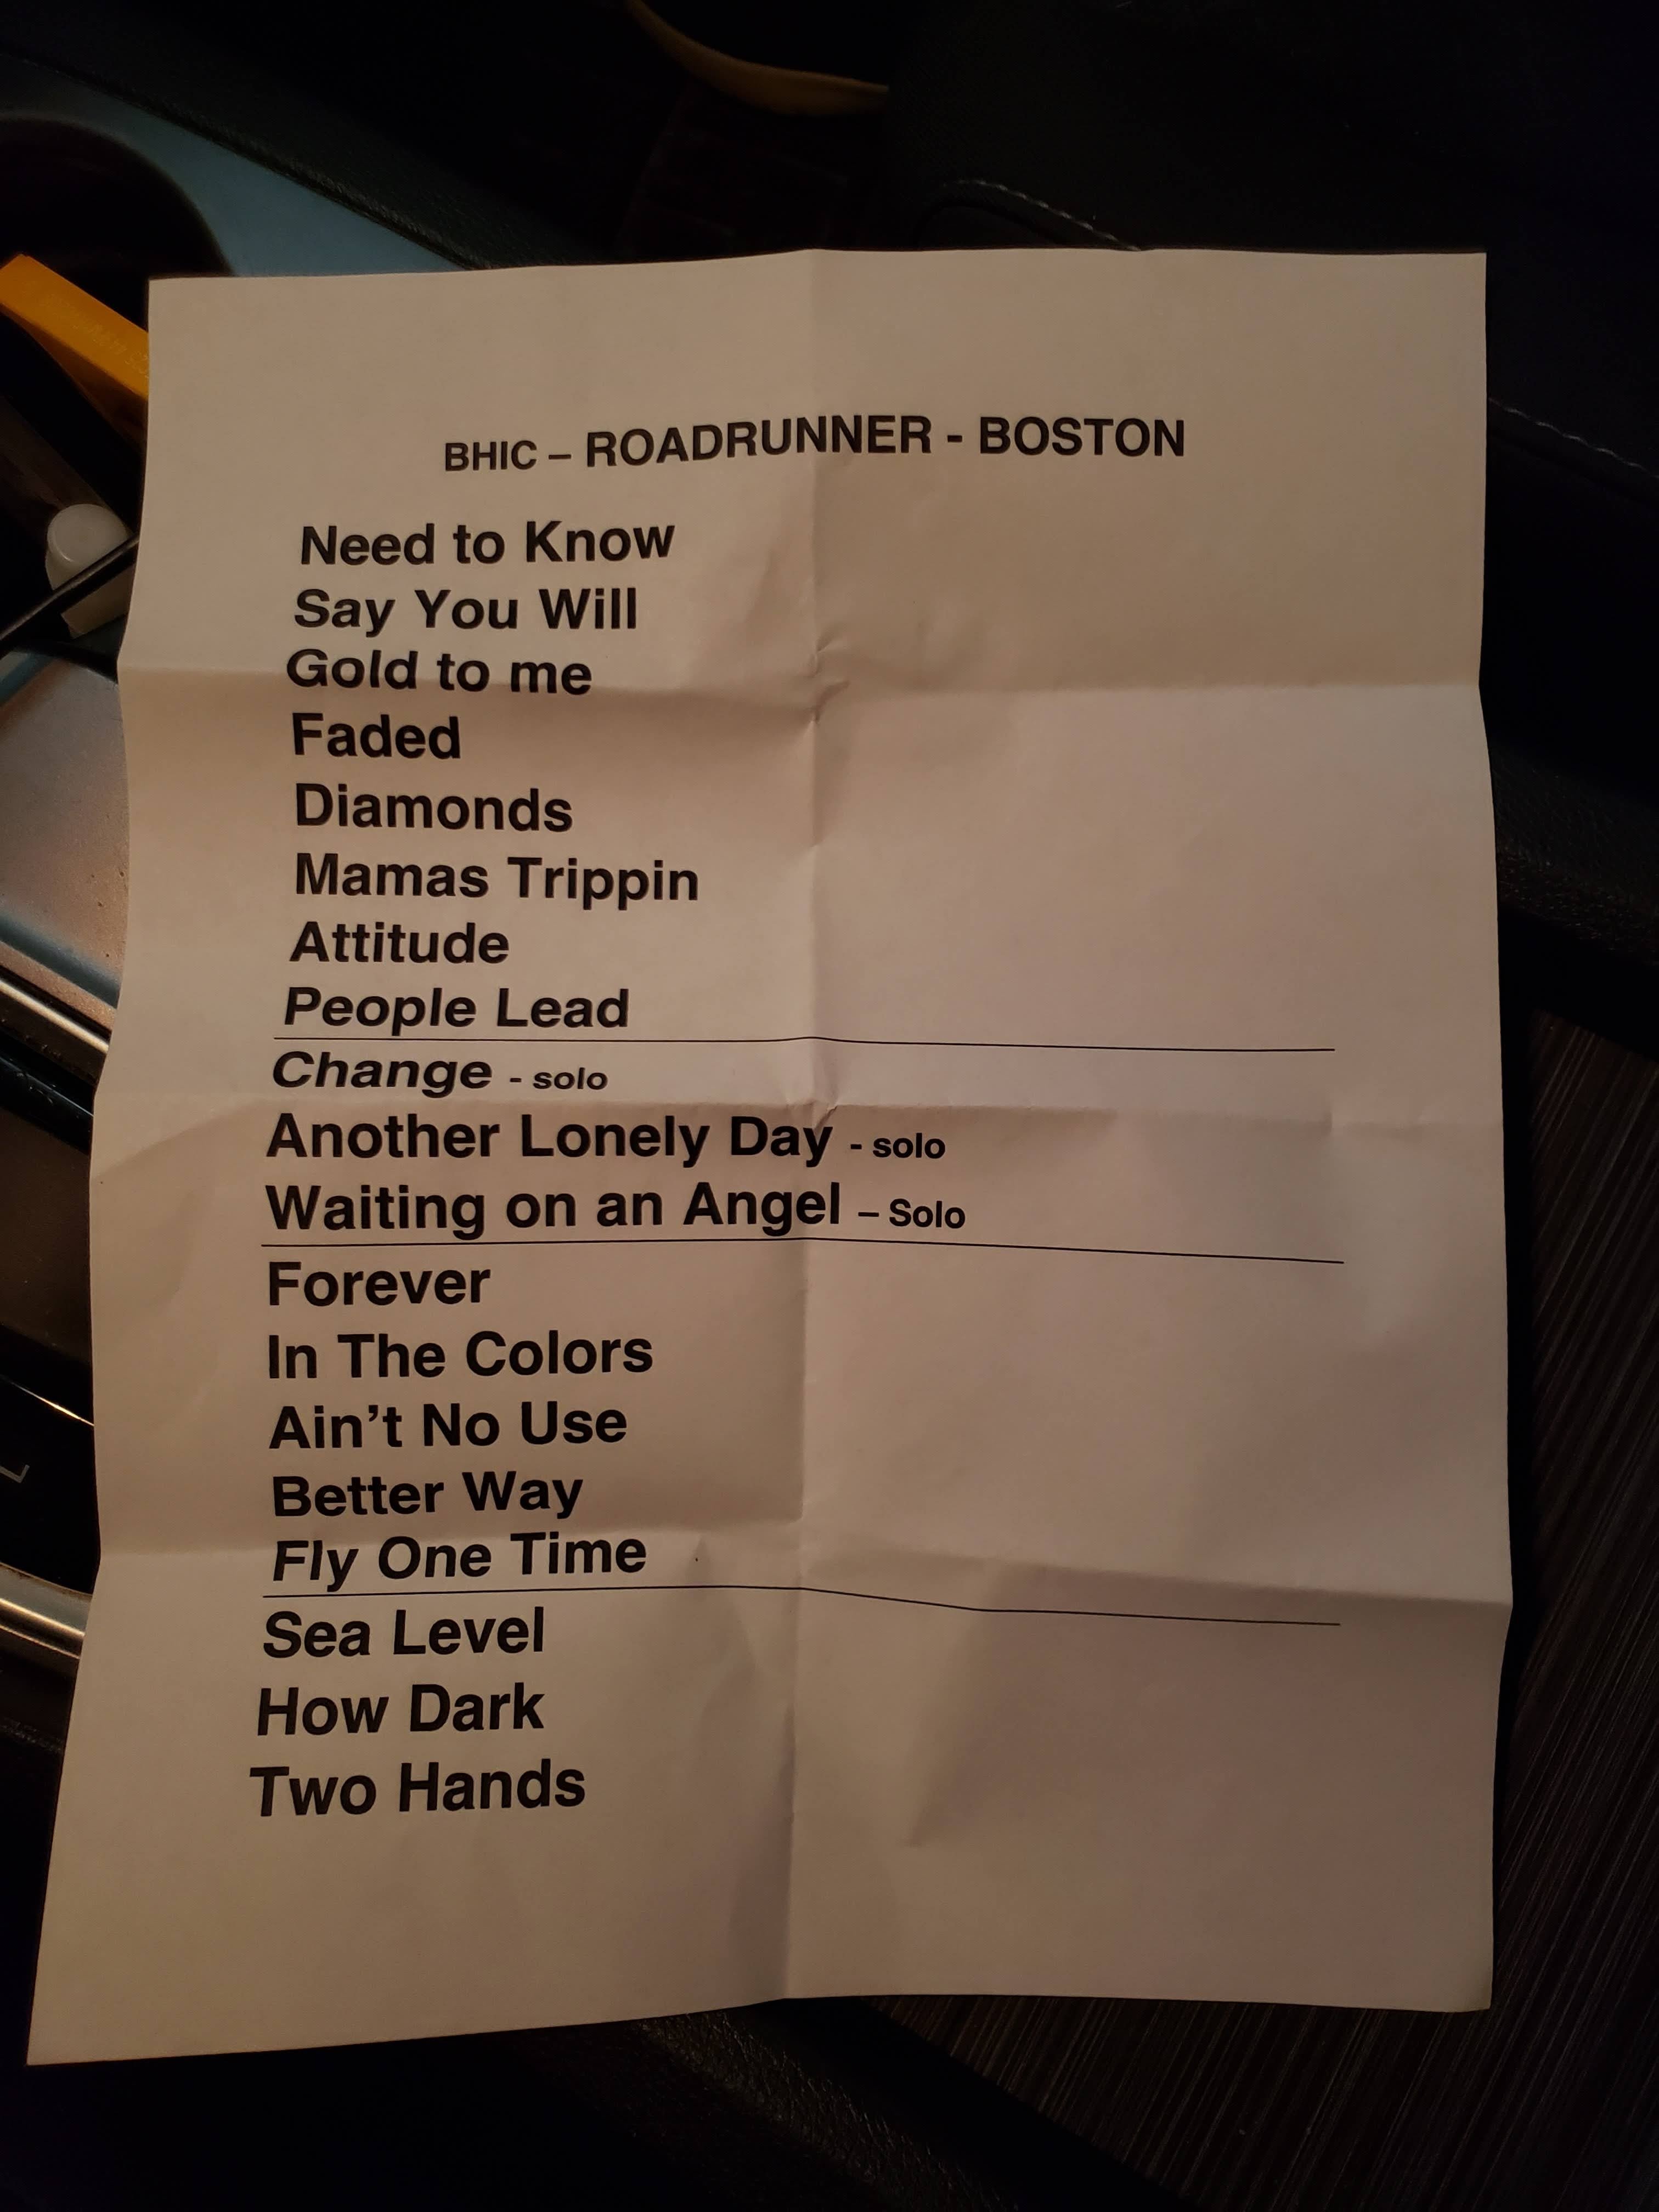 BHIC – ROADRUNNER - BOSTON
Need to Know
Say You Will
Gold to me
Faded
Diamonds
Mamas Trippin
Attitude
People Lead
Change - solo
Another Lonely Day - solo
Waiting on an Angel – Solo
Forever
In The Colors
Ain't No Use
Better Way
Fly One Time
Sea Level
How Dark
Two Hands